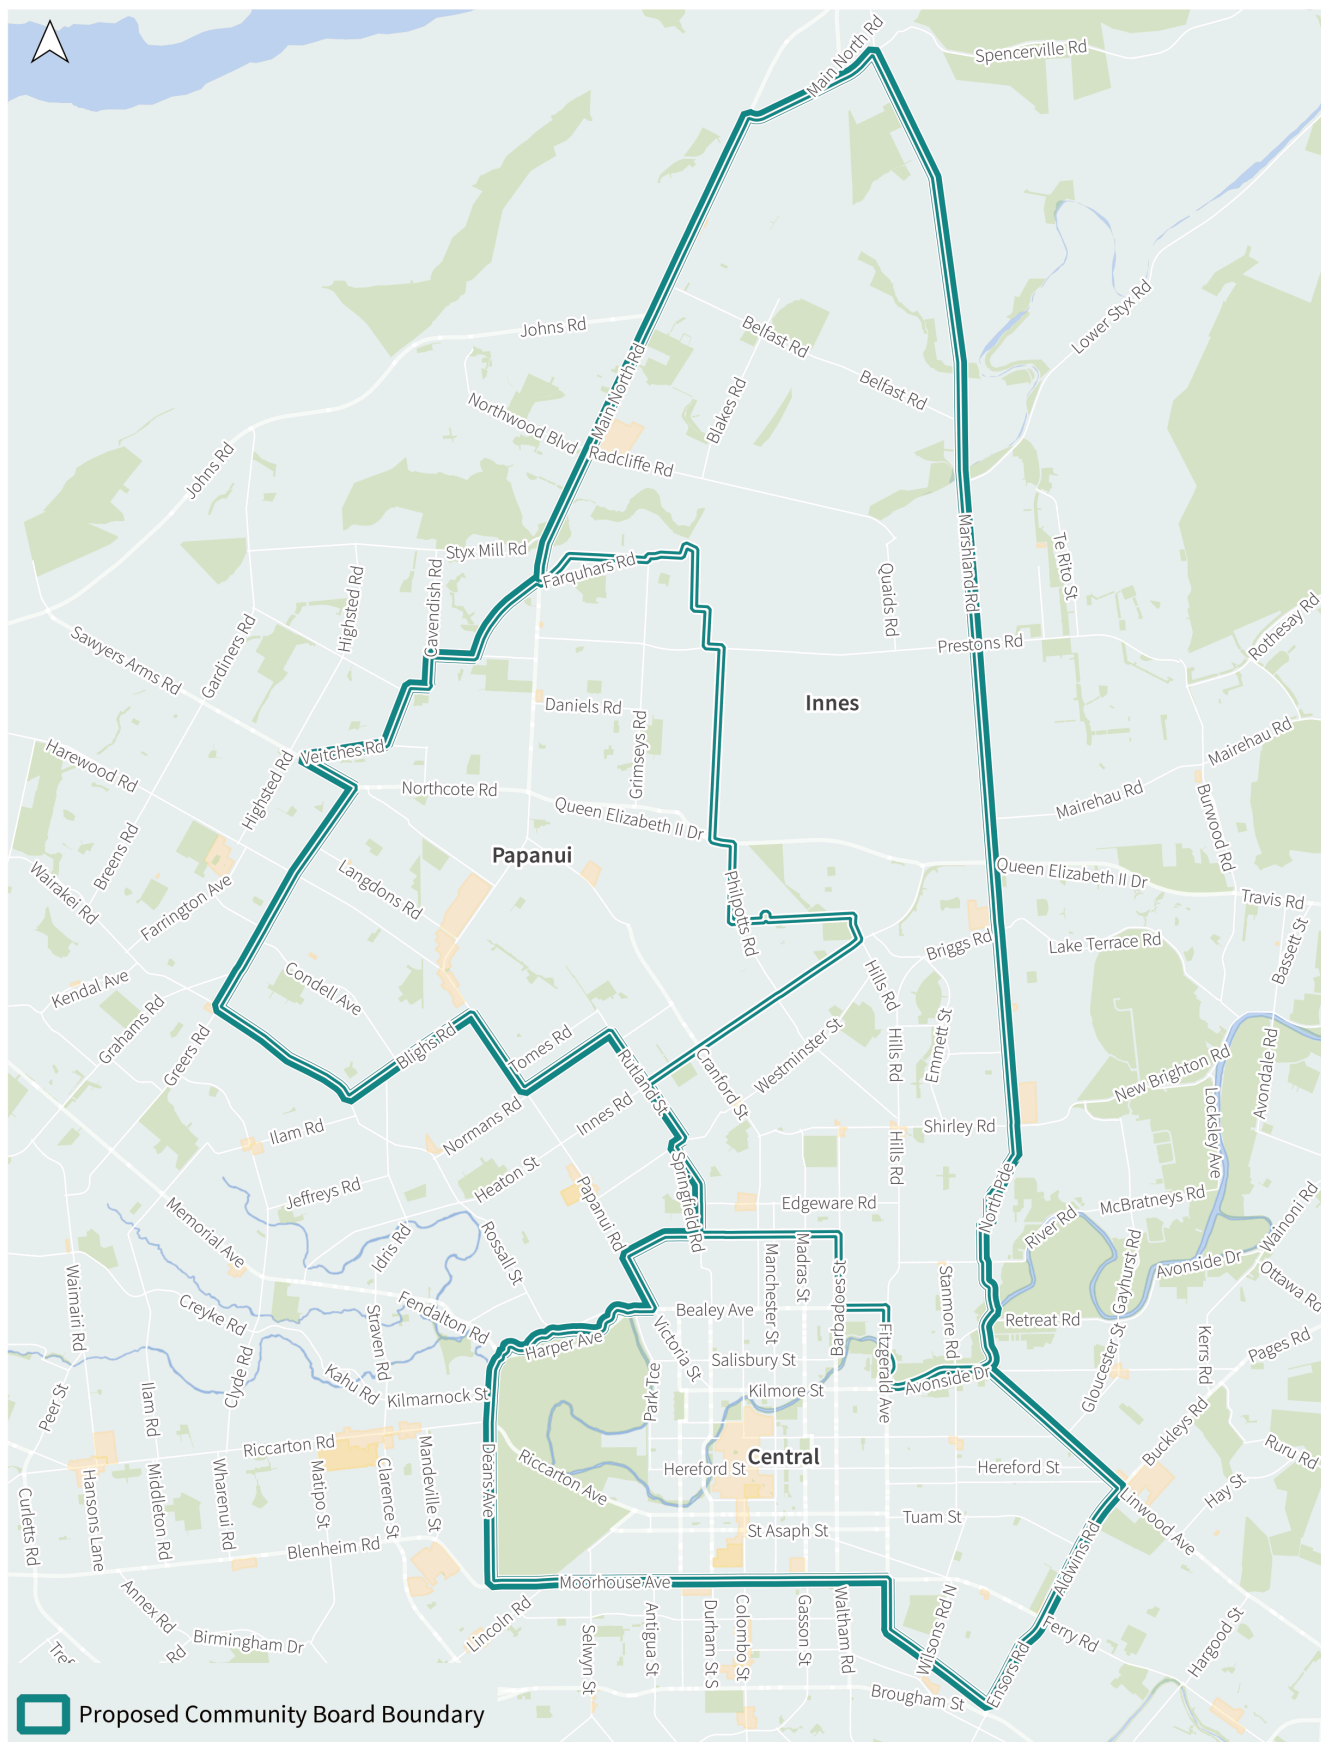 Main North Rd
Spencerville Rd
Lower Styx Rd
Johns Rd
Belfast Rd
Main North Rd
Belfast Rd
Blakes Rd
Northwood Blvd
Radcliffe Rd
Johns Rd
Marshland Rd
Te Rito St
Styx Mill Rd
Farquhars Rd
Cavendish Rd
Highsted Rd
Quaids Rd
Rothesay Rd
Gardiners Rd
Sawyers Arms Rd
Prestons Rd
Innes
Daniels Rd
Grimseys Rd
Mairehau Rd
Veitches Rd
Harewood Rd
Highsted Rd
Northcote Rd
Mairehau Rd
Burwood Rd
Queen Elizabeth II Dr
Papanui
Breens Rd
Langdons Rd
Queen Elizabeth II Dr
Wairakei Rd
Farrington Ave
Philpotts Rd
Travis Rd
Briggs Rd
Lake Terrace Rd
Bassett St
Kendal Ave
Condell Ave
Hills Rd
Grahams Rd
Greers Rd
Blighs Rd
Tomes Rd
Rutland St
Cranford St
Westminster St
Hills Rd
Emmett St
New Brighton Rd
Avondale Rd
Locksley Ave
Ilam Rd
Normans Rd
Innes Rd
Shirley Rd
Hills Rd
Springfield Rd
Heaton St
Papanui Rd
Jeffreys Rd
Edgeware Rd
North Pde
McBratneys Rd
Wainoni Rd
Memorial Ave
Idris Rd
Rossall St
River Rd
Gayhurst Rd
Avonside Dr
Ottawa Rd
Waimairi Rd
Manchester St
Madras St
Barbadoes St
Stanmore Rd
Creyke Rd
Straven Rd
Fendalton Rd
Bealey Ave
Retreat Rd
Harper Ave
Victoria St
Fitzgerald Ave
Gloucester St
Kerrs Rd
Pages Rd
Clyde Rd
Kahu Rd
Kilmarnock St
Park Tce
Salisbury St
Kilmore St
Avonside Dr
Peer St
Ilam Rd
Riccarton Rd
Deans Ave
Riccarton Ave
Central
Hereford St
Hereford St
Buckleys Rd
Ruru Rd
Hay St
Linwood Ave
Curletts Rd
Hansons Lane
Middleton Rd
Wharenui Rd
Matipo St
Clarence St
Mandeville St
Tuam St
St Asaph St
Blenheim Rd
Moorhouse Ave
Aldwins Rd
Annex Rd
Birmingham Dr
Lincoln Rd
Selwyn St
Antigua St
Durham St S
Colombo St
Gasson St
Waltham Rd
Wilsons Rd N
Ensors Rd
Ferry Rd
Hargood St
Brougham St
Rd
Proposed Community Board Boundary